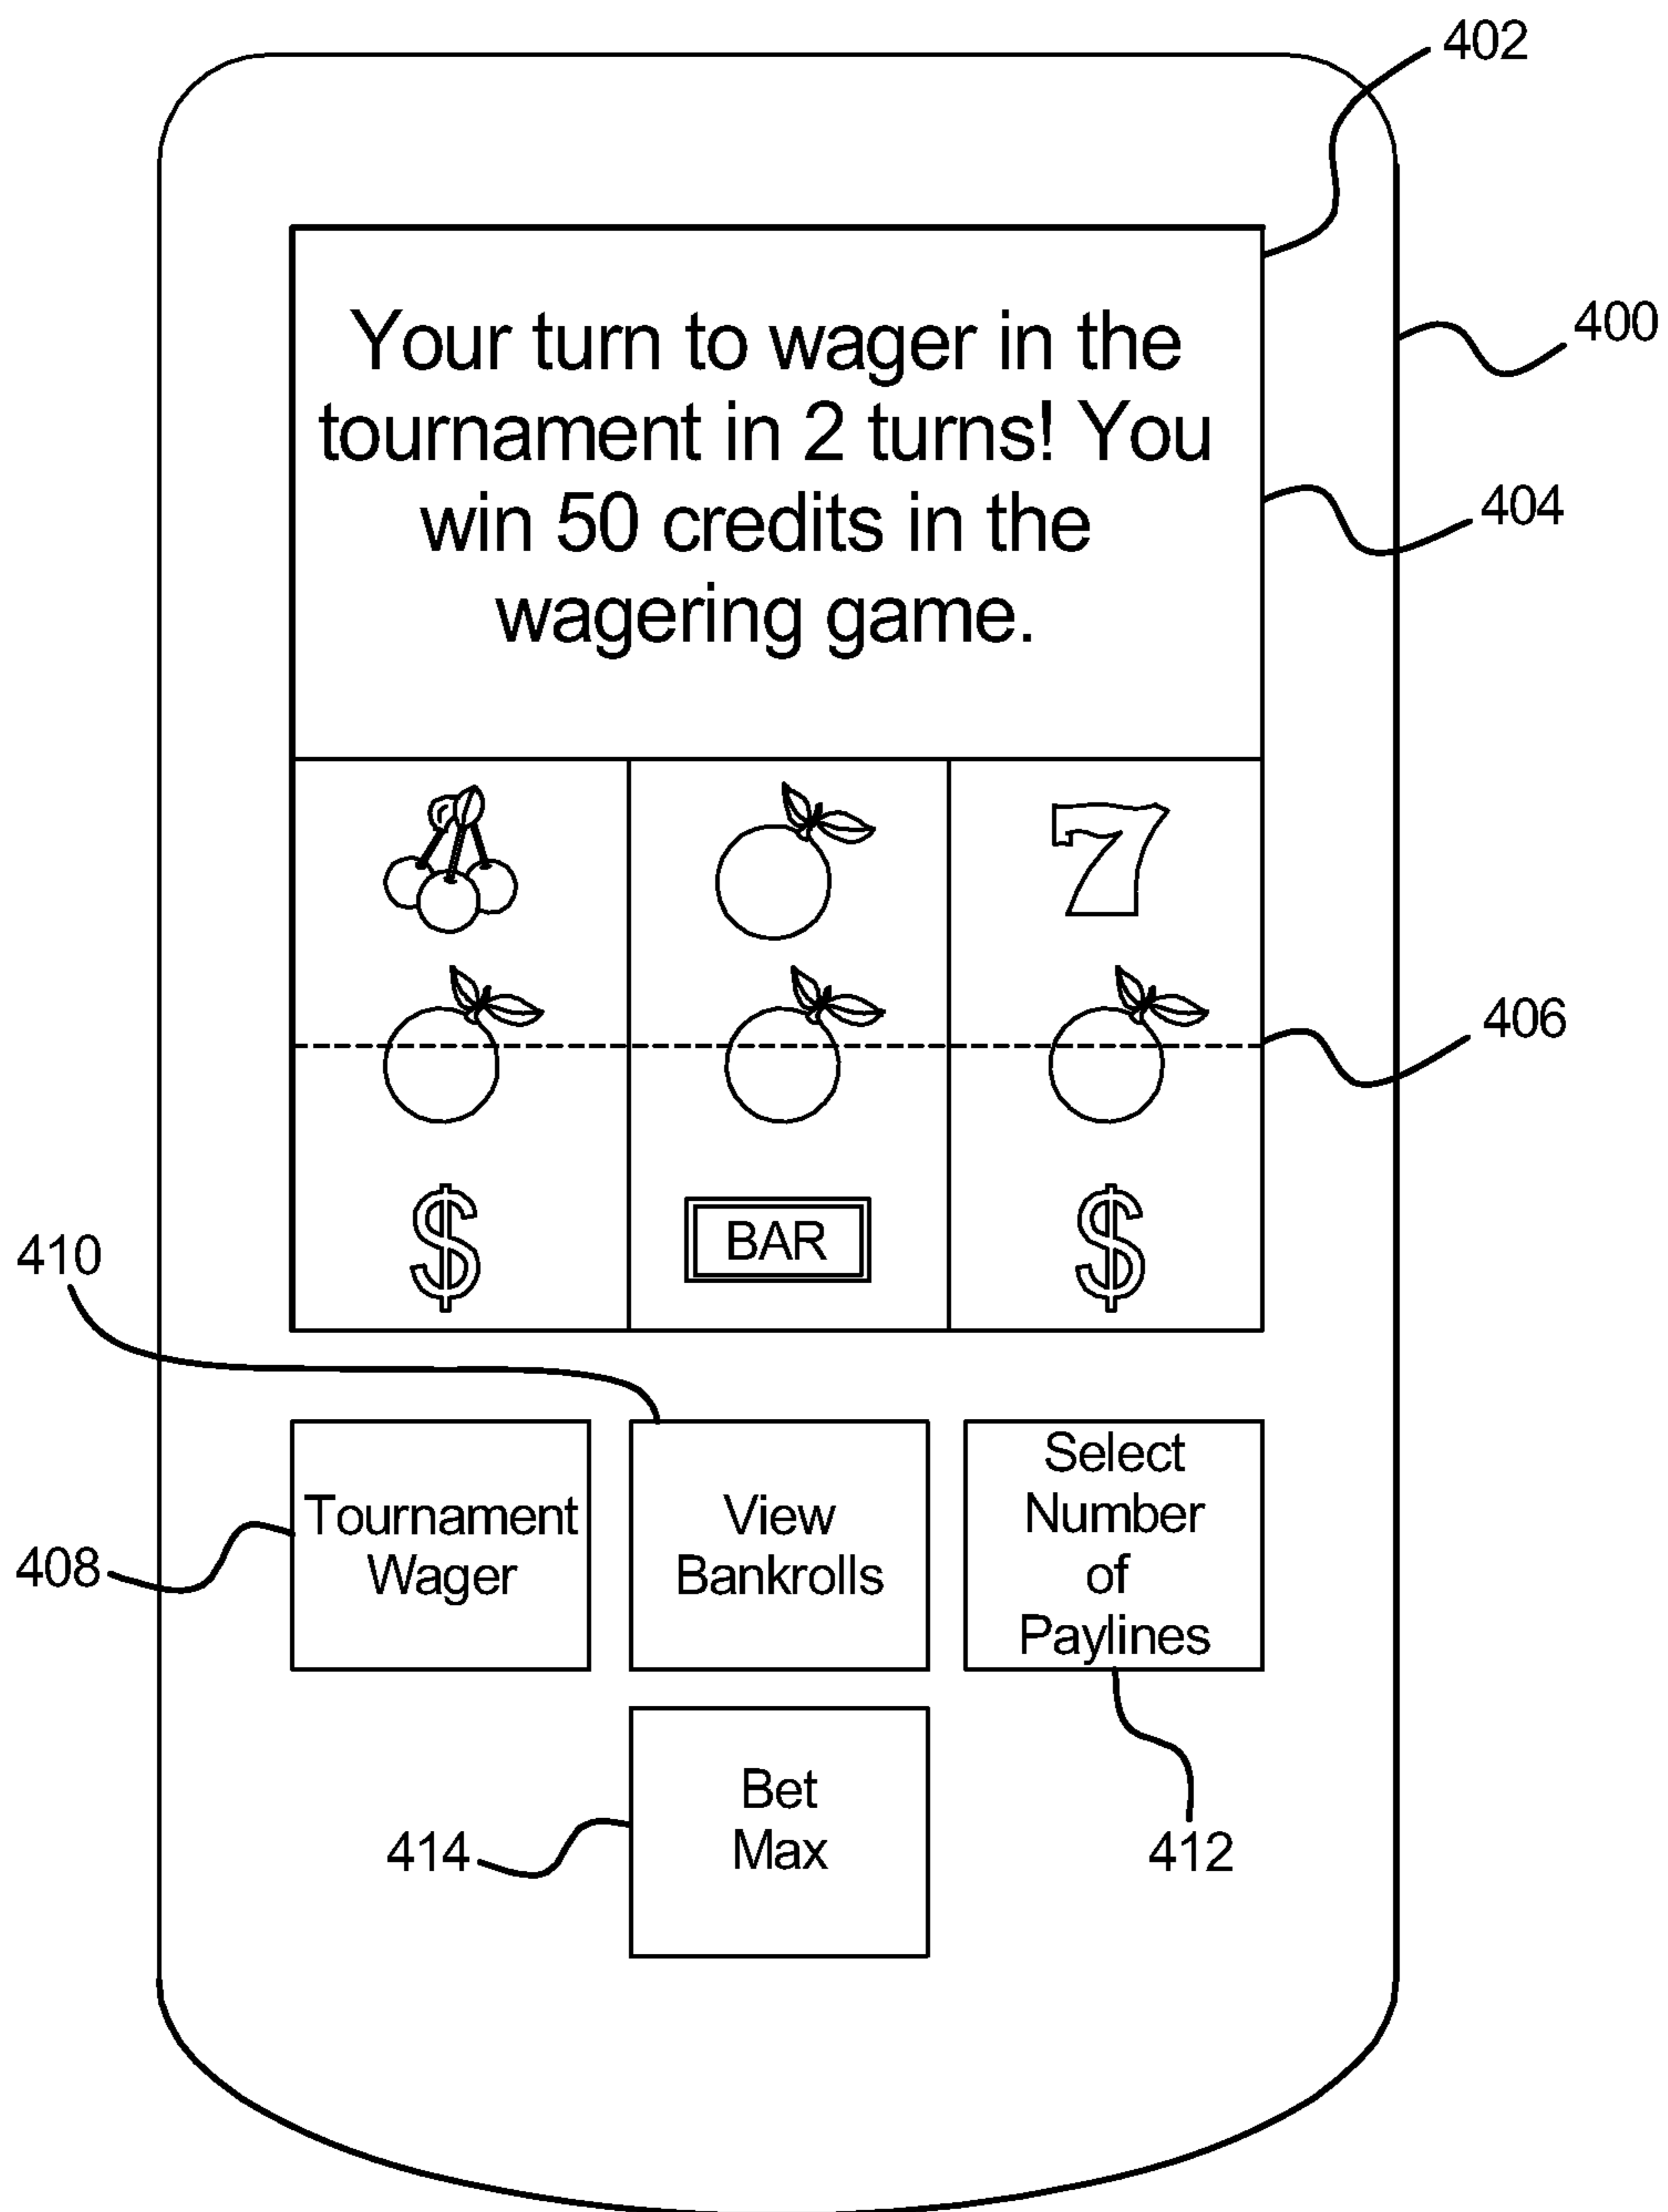 402
400
Your turn to wager in the
tournament in 2 turns! You
win 50 credits in the
wagering game.
404
7
406
$
BAR
$
410
Tournament
Wager
View
Bankrolls
Select
Number
of
Paylines
408
Bet
Max
414
412